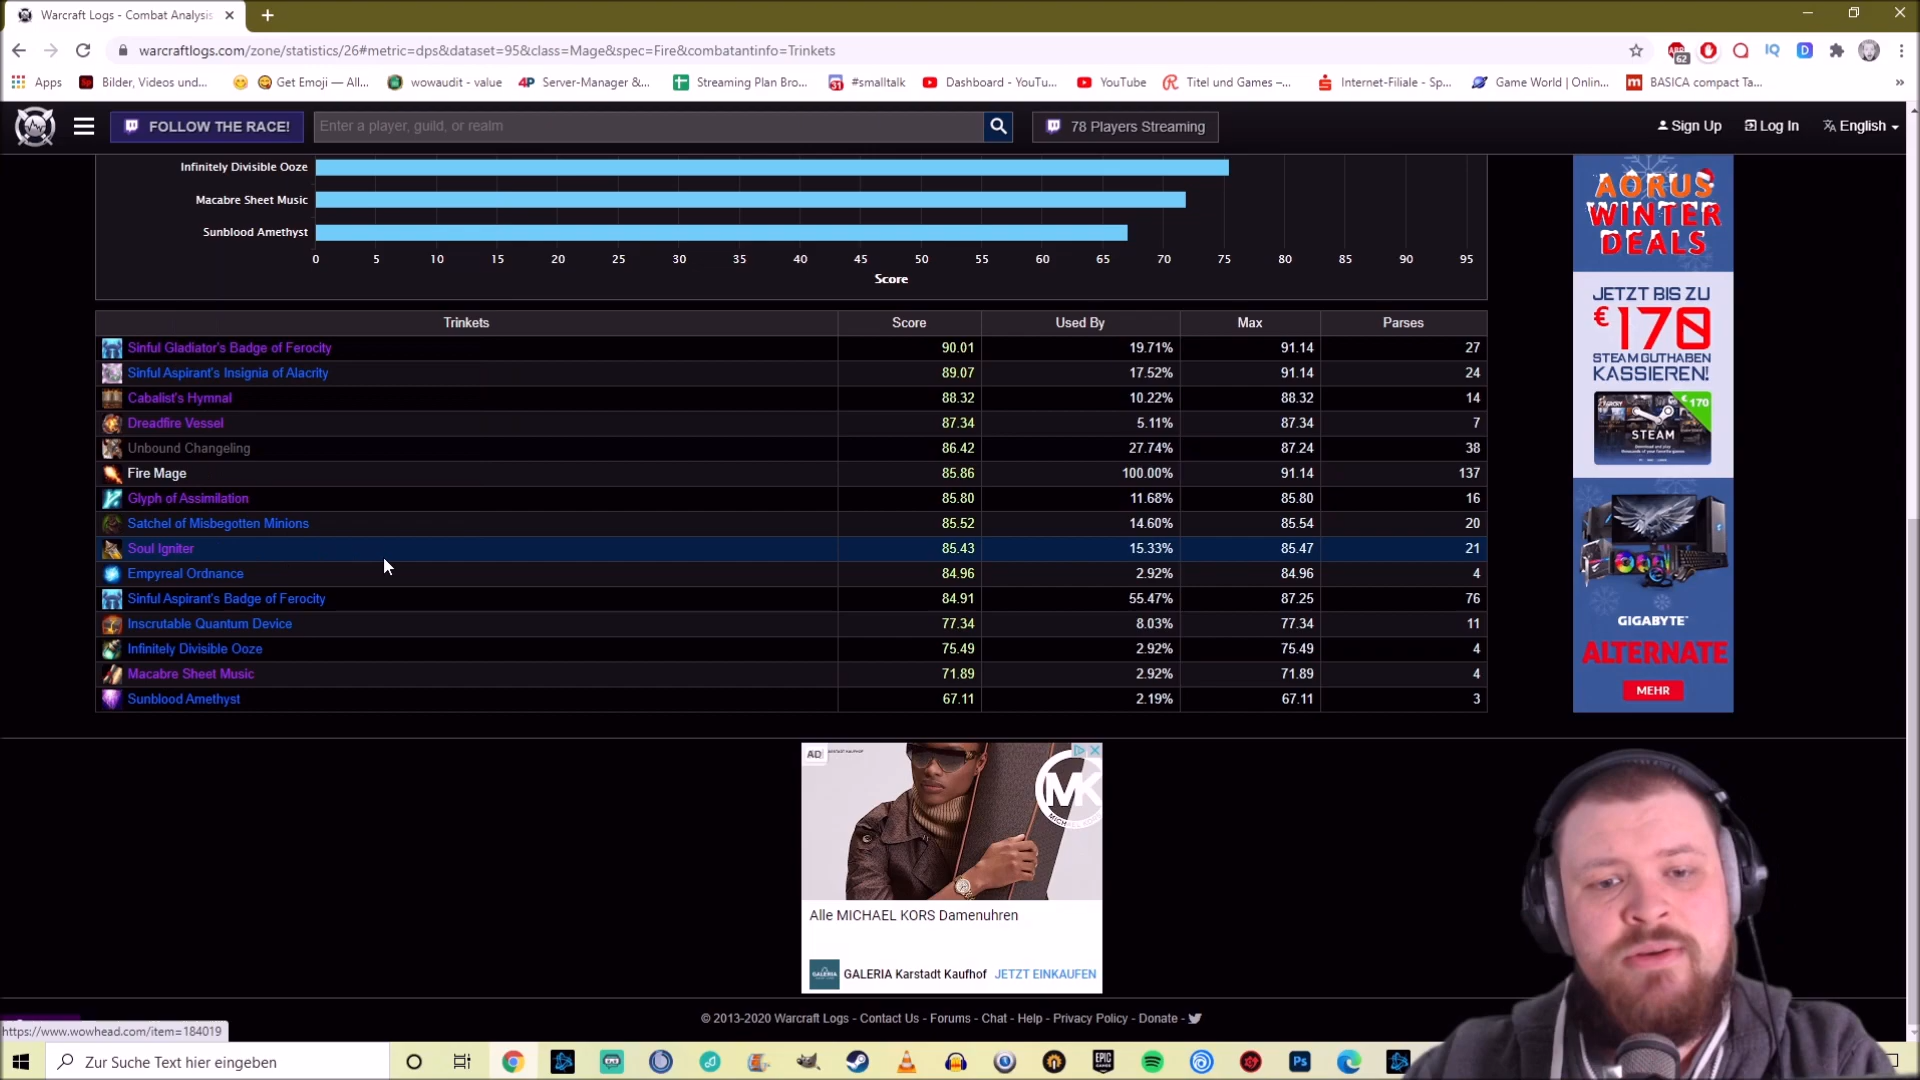 Warcraft Logs - Combat Analysis
warcraftlogs.com/zone/statistics/26#metric=dps&dataset=95&class=Mage&spec=Fire&combatantinfo=Trinkets
62
Apps
Bilder, Videos und...
Get Emoji — All...
wowaudit - value
4P Server-Manager &...
Streaming Plan Bro...
31 #smalltalk
Dashboard - YouTu...
YouTube
Titel und Games –...
Internet-Filiale - Sp...
Game World | Onlin...
BASICA compact Ta...
FOLLOW THE RACE!
Enter a player, guild, or realm
78 Players Streaming
Sign Up
Log In
English
Infinitely Divisible Ooze
Macabre Sheet Music
Sunblood Amethyst
0 5 10 15 20 25 30 35 40 45 50 55 60 65 70 75 80 85 90 95
Score
Trinkets Score Used By Max Parses
Sinful Gladiator's Badge of Ferocity 90.01 19.71% 91.14 27
Sinful Aspirant's Insignia of Alacrity 89.07 17.52% 91.14 24
Cabalist's Hymnal 88.32 10.22% 88.32 14
Dreadfire Vessel 87.34 5.11% 87.34 7
Unbound Changeling 86.42 27.74% 87.24 38
Fire Mage 85.86 100.00% 91.14 137
Glyph of Assimilation 85.80 11.68% 85.80 16
Satchel of Misbegotten Minions 85.52 14.60% 85.54 20
Soul Igniter 85.43 15.33% 85.47 21
Empyreal Ordnance 84.96 2.92% 84.96 4
Sinful Aspirant's Badge of Ferocity 84.91 55.47% 87.25 76
Inscrutable Quantum Device 77.34 8.03% 77.34 11
Infinitely Divisible Ooze 75.49 2.92% 75.49 4
Macabre Sheet Music 71.89 2.92% 71.89 4
Sunblood Amethyst 67.11 2.19% 67.11 3
AORUS
WINTER
DEALS
JETZT BIS ZU
€170
STEAM GUTHABEN
KASSIEREN!
€ 170
STEAM
GIGABYTE
ALTERNATE
MEHR
AD
MK
Alle MICHAEL KORS Damenuhren
GALERIA Karstadt Kaufhof
JETZT EINKAUFEN
© 2013-2020 Warcraft Logs - Contact Us - Forums - Chat - Help - Privacy Policy - Donate -
https://www.wowhead.com/item=184019
Zur Suche Text hier eingeben
EPIC
GAMES
Ps